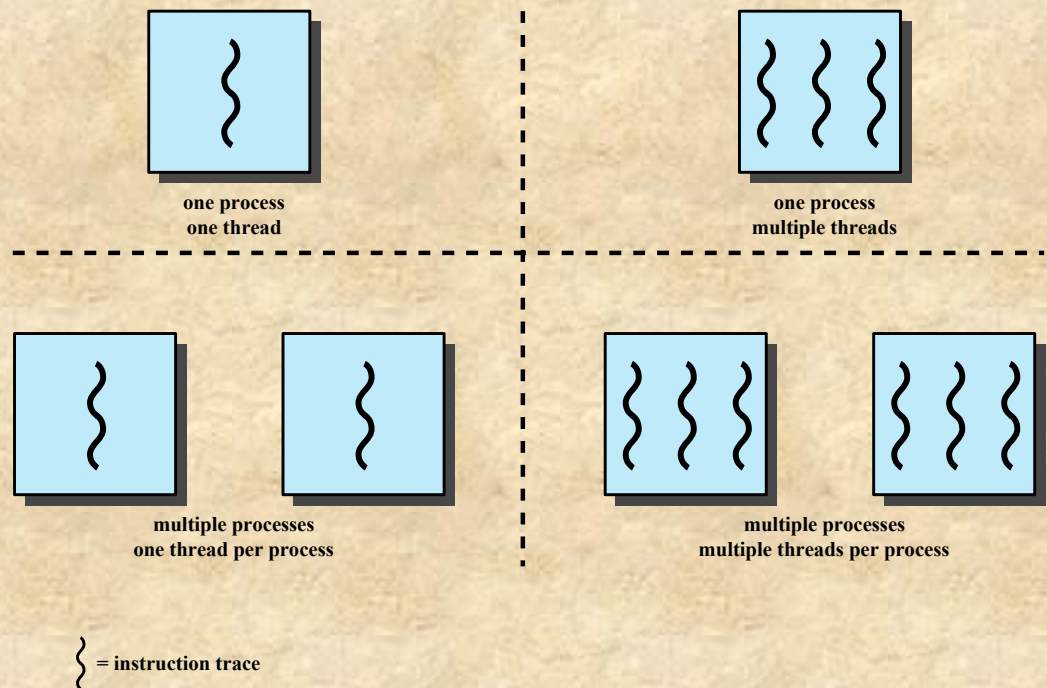 one process
one thread
one process
multiple threads
multiple processes
one thread per process
multiple processes
multiple threads per process
= instruction trace